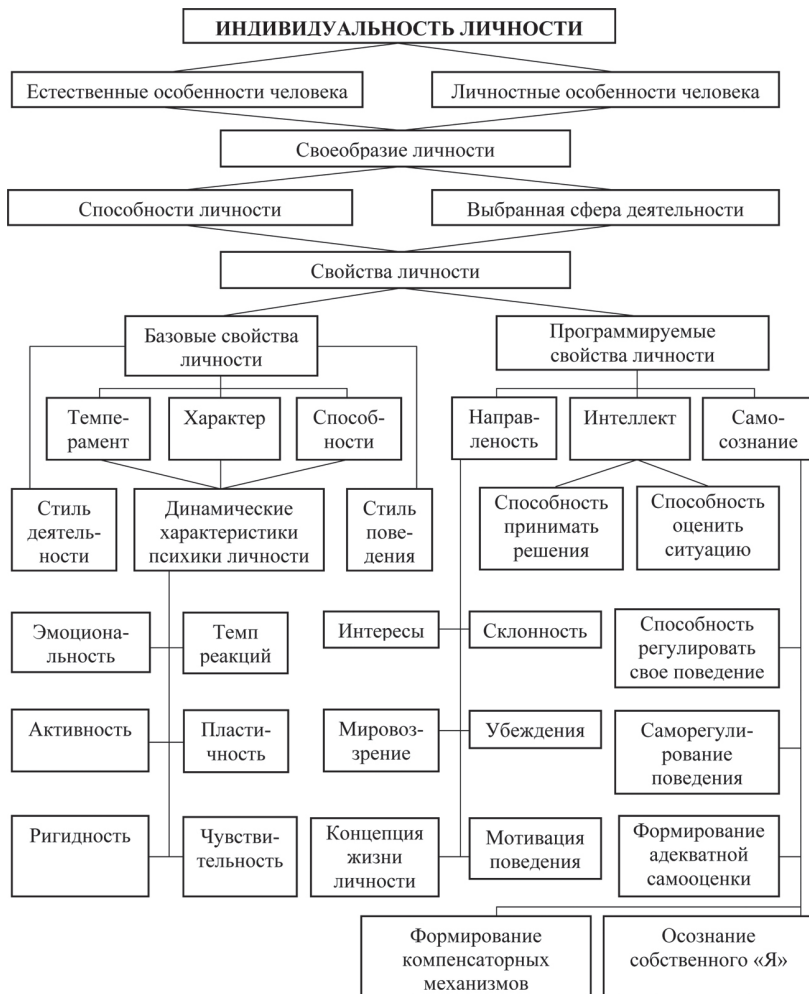 ИНДИВИДУАЛЬНОСТЬ ЛИЧНОСТИ
Естественные особенности человека
Личностные особенности человека
Своеобразие личности
Способности личности
Выбранная сфера деятельности
Свойства личности
Базовые свойства
личности
Программируемые
свойства личности
Темпе-
рамент
Характер
Способ-
ности
Направ-
леность
Интеллект
Само-
сознание
Стиль
деятель-
ности
Динамические
характеристики
психики личности
Стиль
пове-
дения
Способность
принимать
решения
Способность
оценить
ситуацию
Эмоциона-
льность
Темп
реакций
Интересы
Склонность
Способность
регулировать
свое поведение
Активность
Пласти-
чность
Мировоз-
зрение
Убеждения
Саморегули-
рование
поведения
Ригидность
Чувстви-
тельность
Концепция
жизни
личности
Мотивация
поведения
Формирование
адекватной
самооценки
Формирование
компенсаторных
механизмов
Осознание
собственного «Я»